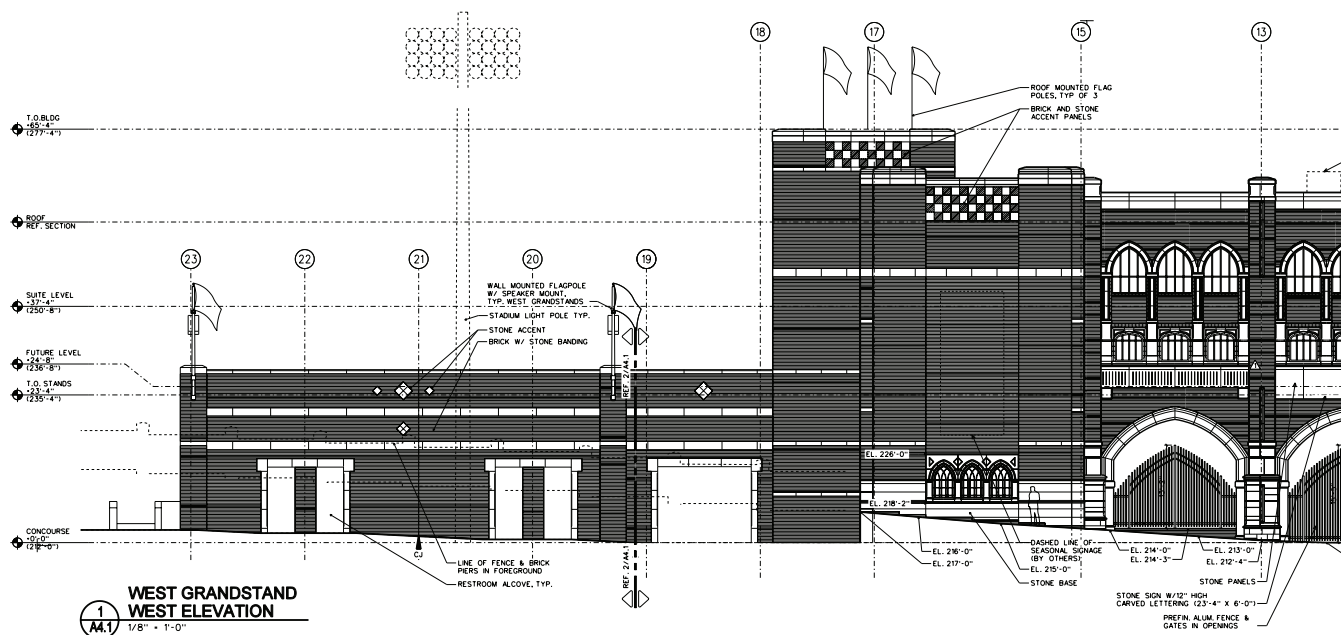 18
17
15
13
T.O.BLDG
+65'-4"
(277'-4")
ROOF MOUNTED FLAG
POLES, TYP OF 3
BRICK AND STONE
ACCENT PANELS
ROOF
REF. SECTION
23
22
21
20
19
SUITE LEVEL
+37'-4"
(250'-8")
WALL MOUNTED FLAGPOLE
W/ SPEAKER MOUNT,
TYP. WEST GRANDSTANDS
STADIUM LIGHT POLE TYP.
STONE ACCENT
BRICK W/ STONE BANDING
FUTURE LEVEL
+24'-8"
(236'-8")
T.O. STANDS
+23'-4"
(235'-4")
REF. 2/A4.1
EL. 226'-0"
EL. 218'-2"
CONCOURSE
+0'-0"
CJ
REF. 2/A4.1
LINE OF FENCE & BRICK
PIERS IN FOREGROUND
RESTROOM ALCOVE, TYP.
EL. 216'-0"
EL. 217'-0"
DASHED LINE OF
SEASONAL SIGNAGE
(BY OTHERS)
EL. 215'-0"
STONE BASE
EL. 214'-0"
EL. 214'-3"
EL. 213'-0"
EL. 212'-4"
STONE PANELS
STONE SIGN W/12" HIGH
CARVED LETTERING (23'-4" X 6'-0")
PREFIN. ALUM. FENCE &
GATES IN OPENINGS
1
A4.1
WEST GRANDSTAND
WEST ELEVATION
1/8" = 1'-0"